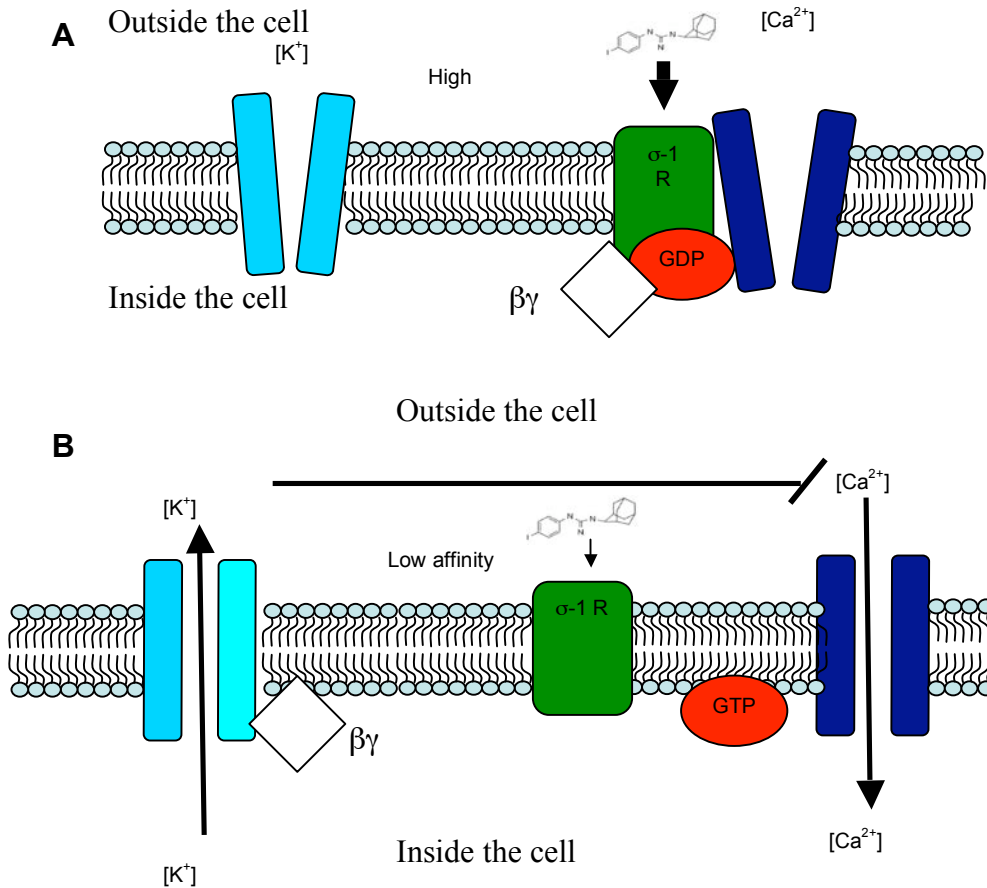 A
Outside the cell
[K⁺]
High
[Ca²⁺]
I
N
N
N
σ-1
R
GDP
Inside the cell
βγ
Outside the cell
B
[K⁺]
[Ca²⁺]
I
N
N
N
Low affinity
σ-1 R
GTP
βγ
[K⁺]
Inside the cell
[Ca²⁺]